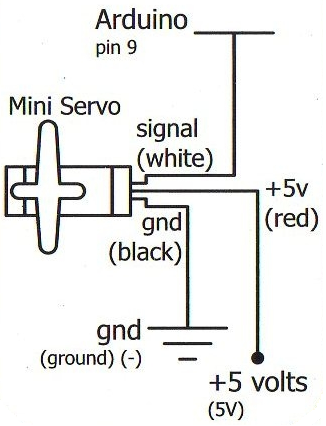 Arduino
pin 9
Mini Servo
signal
(white)
+5v
(red)
gnd
(black)
gnd
(ground) (-)
+5 volts
(5V)